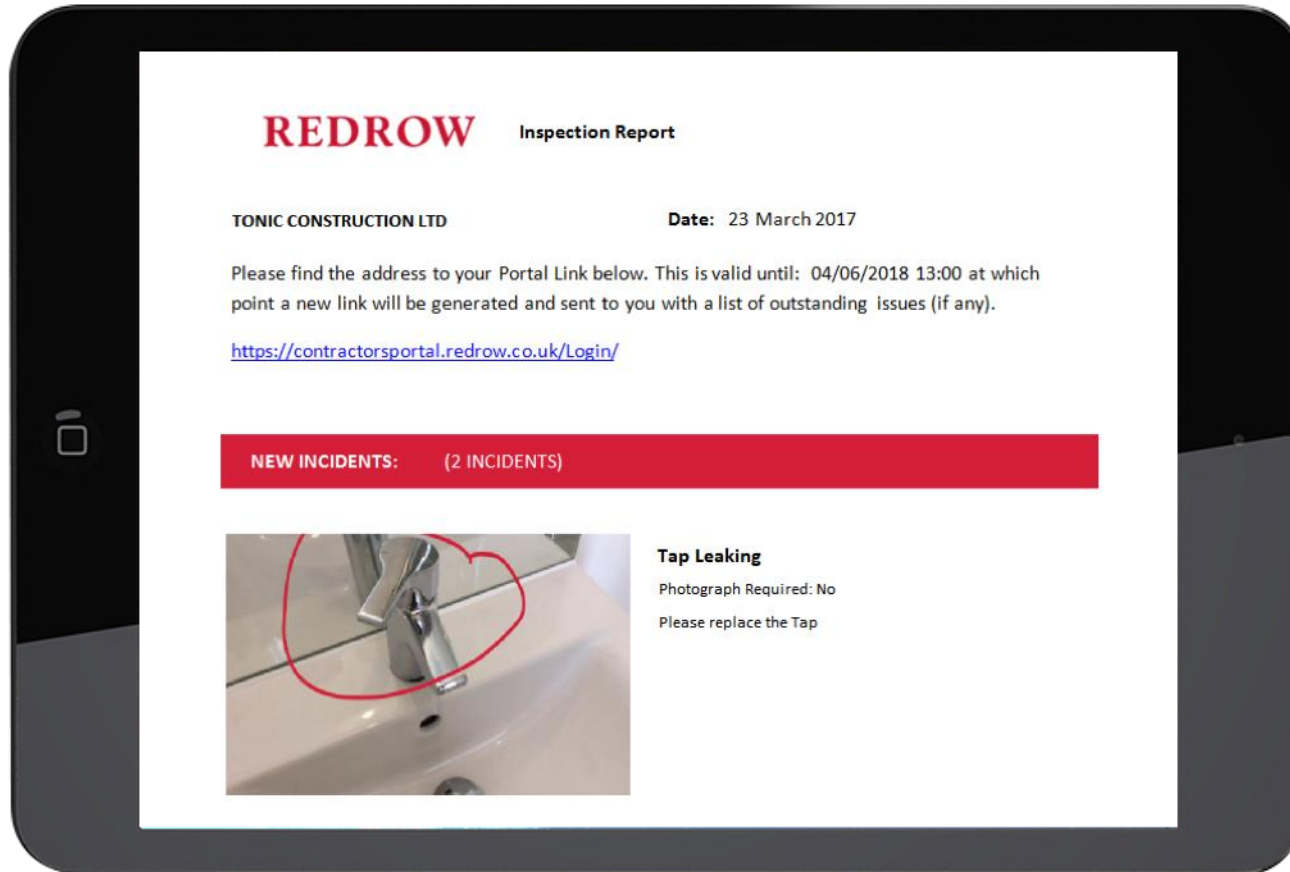 REDROW Inspection Report
TONIC CONSTRUCTION LTD Date: 23 March 2017
Please find the address to your Portal Link below. This is valid until: 04/06/2018 13:00 at which
point a new link will be generated and sent to you with a list of outstanding issues (if any).
https://contractorsportal.redrow.co.uk/Login/
NEW INCIDENTS: (2 INCIDENTS)
Tap Leaking
Photograph Required: No
Please replace the Tap